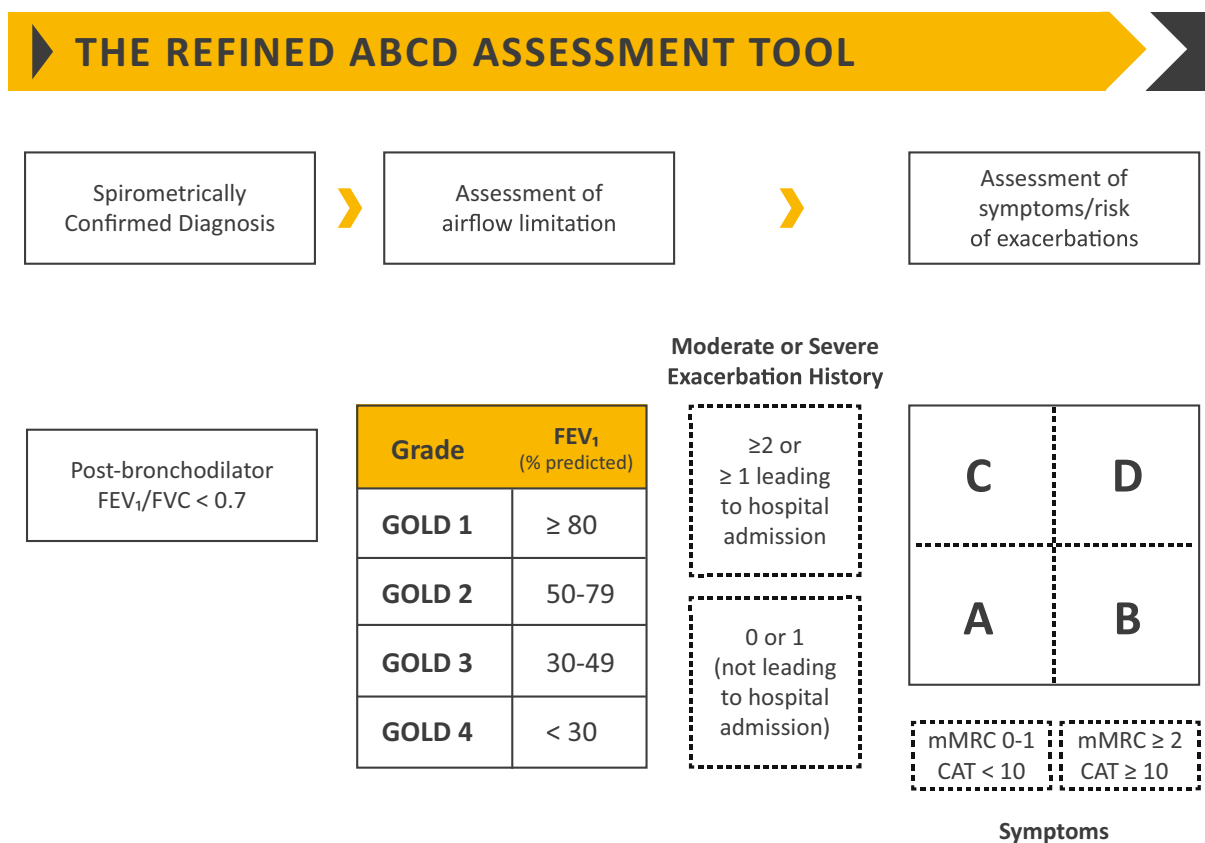 THE REFINED ABCD ASSESSMENT TOOL
Spirometrically
Confirmed Diagnosis
Assessment of
airflow limitation
Assessment of
symptoms/risk
of exacerbations
Moderate or Severe
Exacerbation History
Post-bronchodilator
FEV₁/FVC < 0.7
Grade
FEV₁
(% predicted)
GOLD 1
≥ 80
GOLD 2
50-79
GOLD 3
30-49
GOLD 4
< 30
≥2 or
≥ 1 leading
to hospital
admission
0 or 1
(not leading
to hospital
admission)
C
D
A
B
mMRC 0-1
CAT < 10
mMRC ≥ 2
CAT ≥ 10
Symptoms